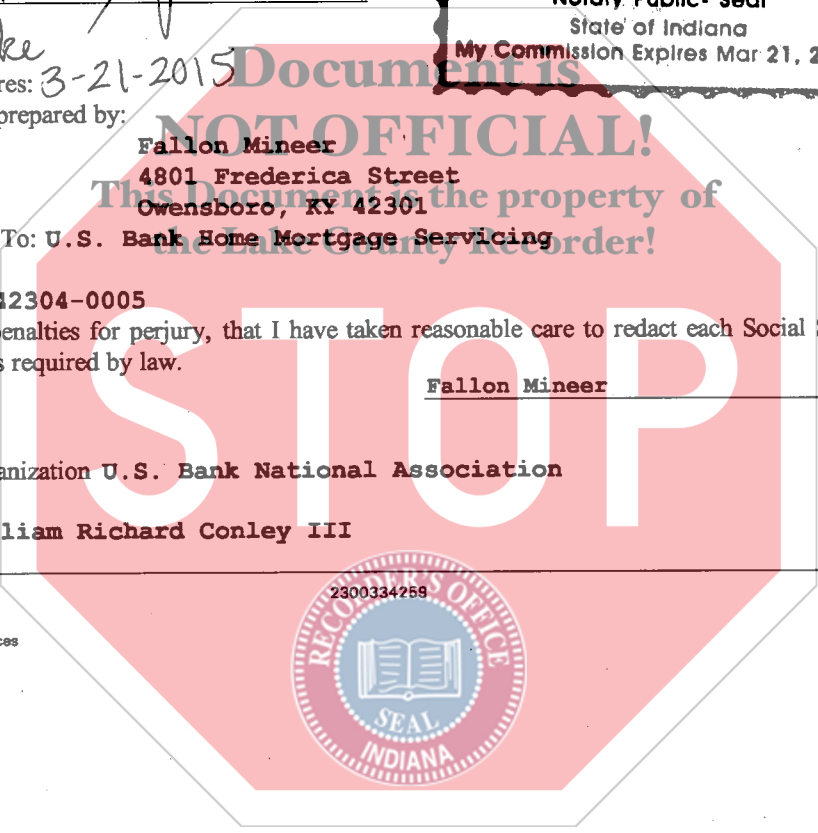 Notary Public- Seal
State of Indiana
My Commission Expires Mar 21, 2
ke
res: 3-21-2015
prepared by:
Document is
NOT OFFICIAL!
This Document is the property of
the Lake County Recorder!
Fallon Mineer
4801 Frederica Street
Owensboro, KY 42301
To: U.S. Bank Home Mortgage Servicing
42304-0005
penalties for perjury, that I have taken reasonable care to redact each Social S
s required by law.
Fallon Mineer
STOP
anization U.S. Bank National Association
liam Richard Conley III
2300334259
ces
RECORDER'S OFFICE
SEAL
INDIANA